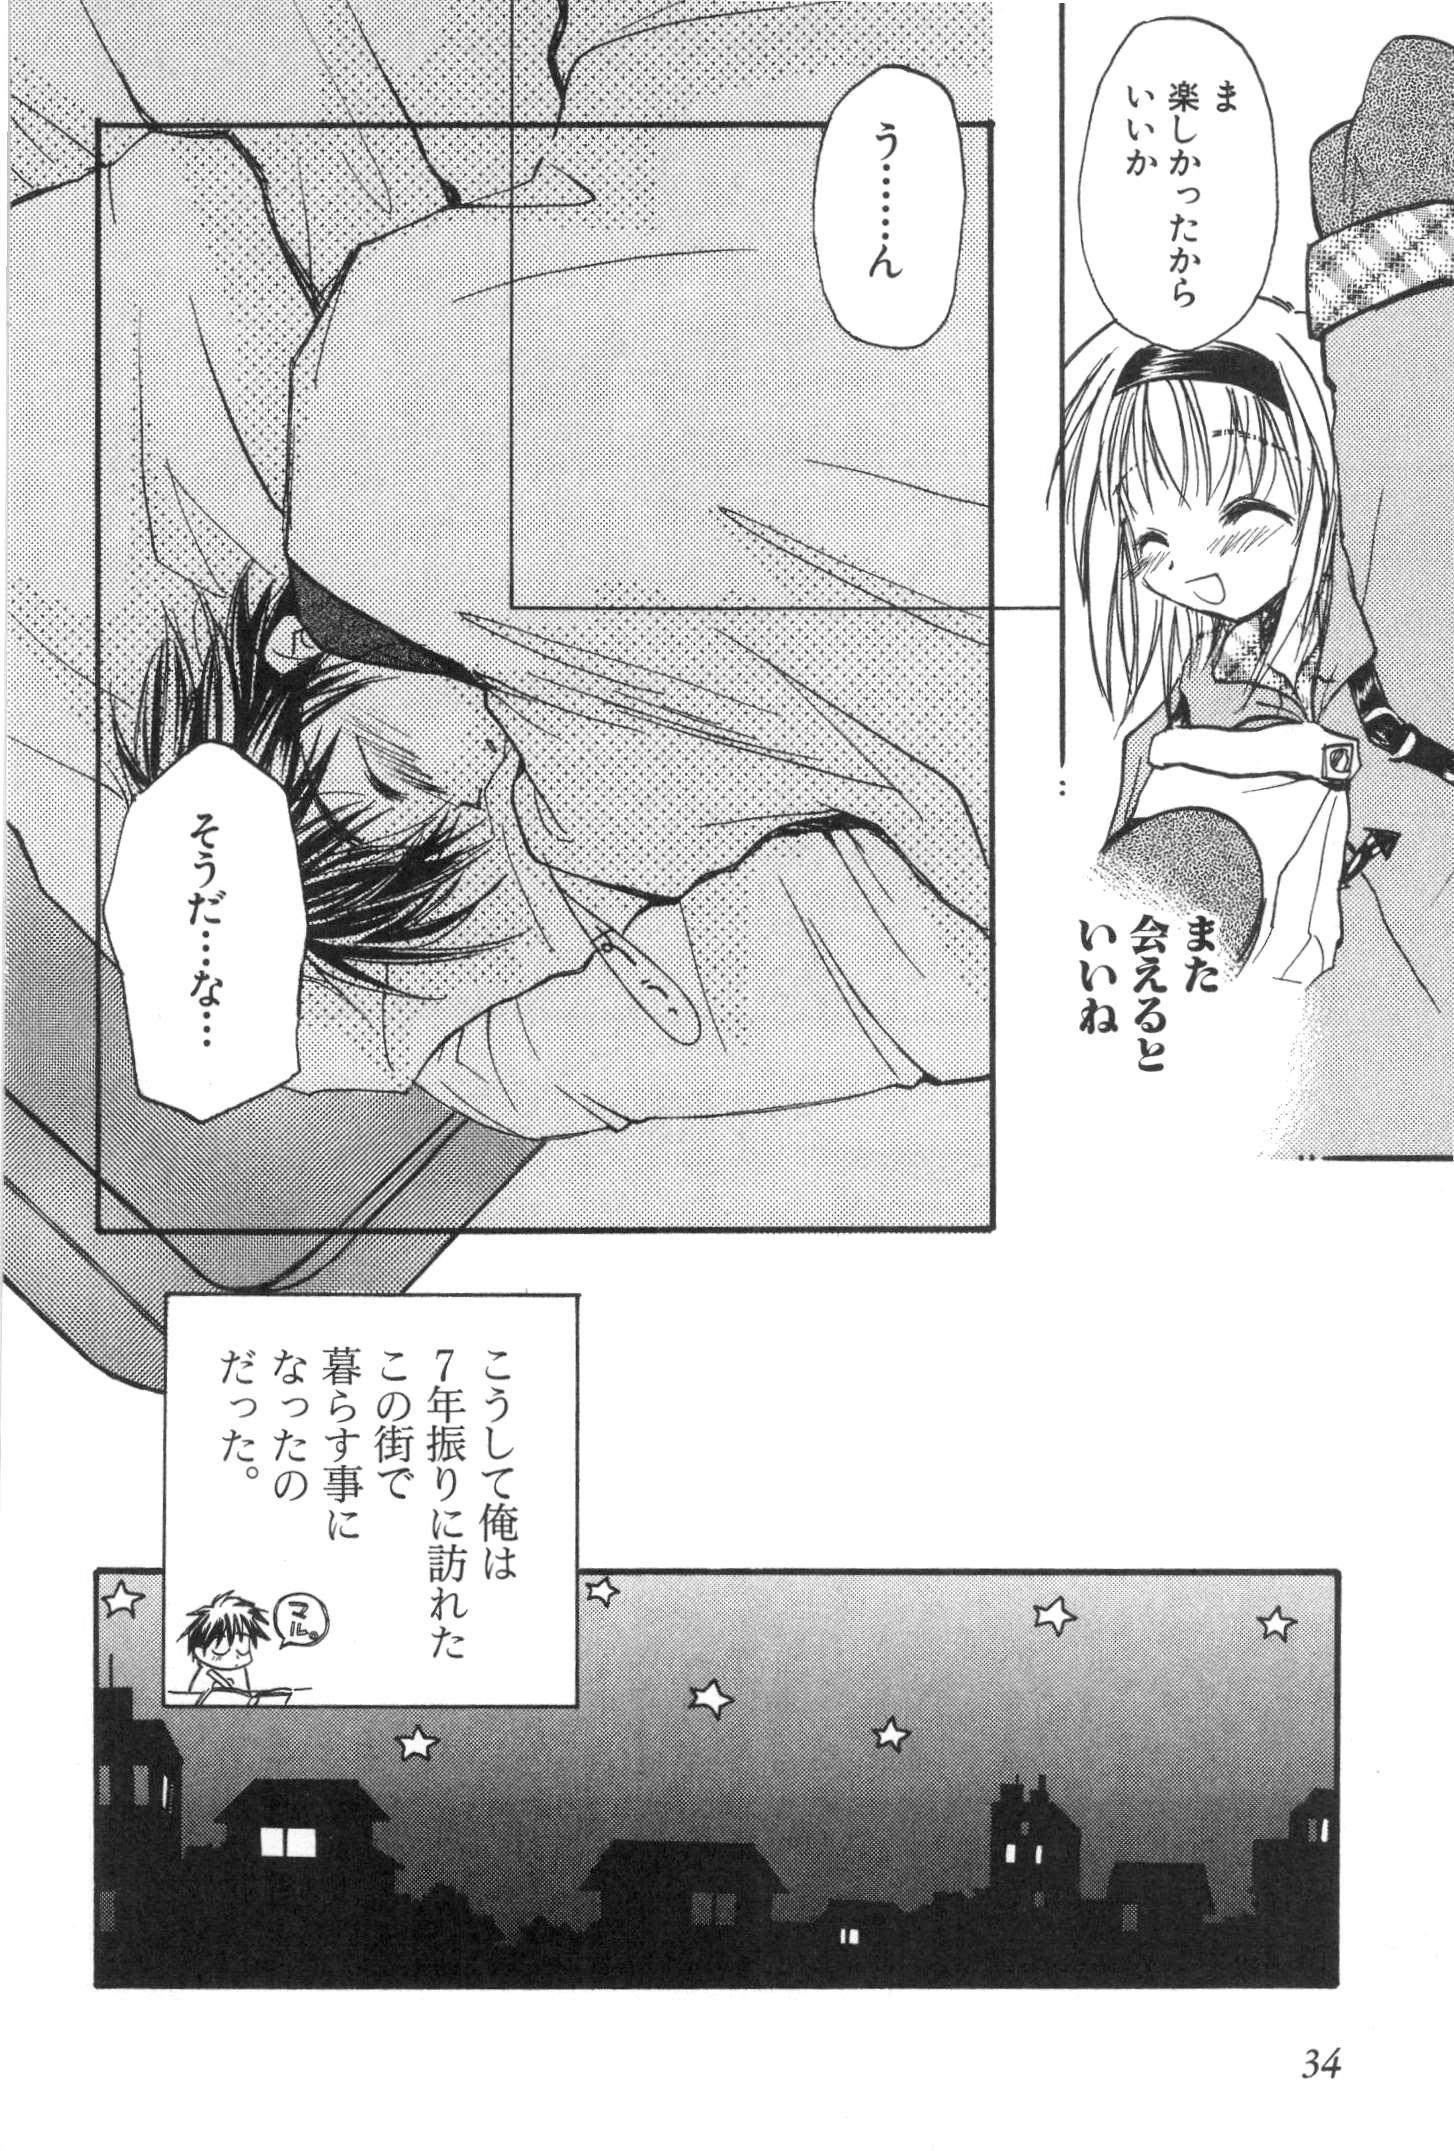 ま
楽しかったから
いいか
また
会えると
いいね
う………ん
そうだ…な…
こうして俺は
7年振りに訪れた
この街で
暮らす事に
なったの
だった。
マル。
34